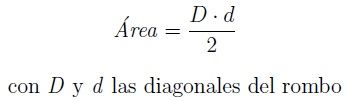 Área = D · d / 2
con D y d las diagonales del rombo